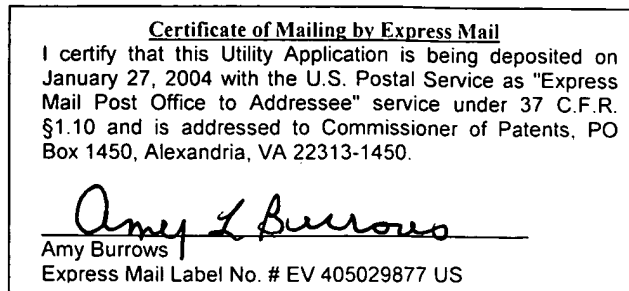 Certificate of Mailing by Express Mail
I certify that this Utility Application is being deposited on
January 27, 2004 with the U.S. Postal Service as "Express
Mail Post Office to Addressee" service under 37 C.F.R.
§1.10 and is addressed to Commissioner of Patents, PO
Box 1450, Alexandria, VA 22313-1450.
Amy L Burrows
Amy Burrows
Express Mail Label No. # EV 405029877 US